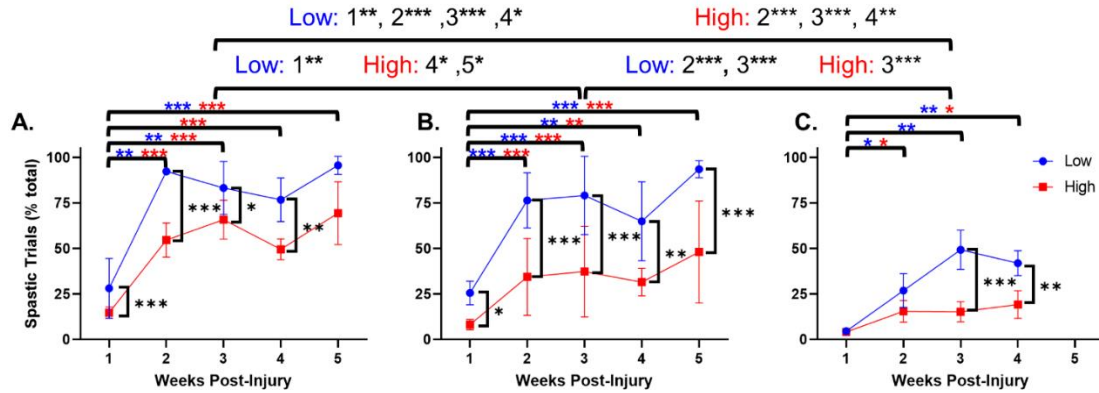 Low: 1**, 2***, 3*** ,4* High: 2***, 3***, 4**
Low: 1** High: 4* ,5* Low: 2***, 3*** High: 3***
A.
*** ***
***
** ***
** ***
B.
*** ***
** **
*** ***
*** ***
C.
** *
**
* *
Spastic Trials (% total)
100
75
50
25
0
***
***
*
**
1 2 3 4 5
Weeks Post-Injury
100
75
50
25
0
*
***
***
**
***
1 2 3 4 5
Weeks Post-Injury
100
75
50
25
0
***
**
1 2 3 4 5
Weeks Post-Injury
Low
High